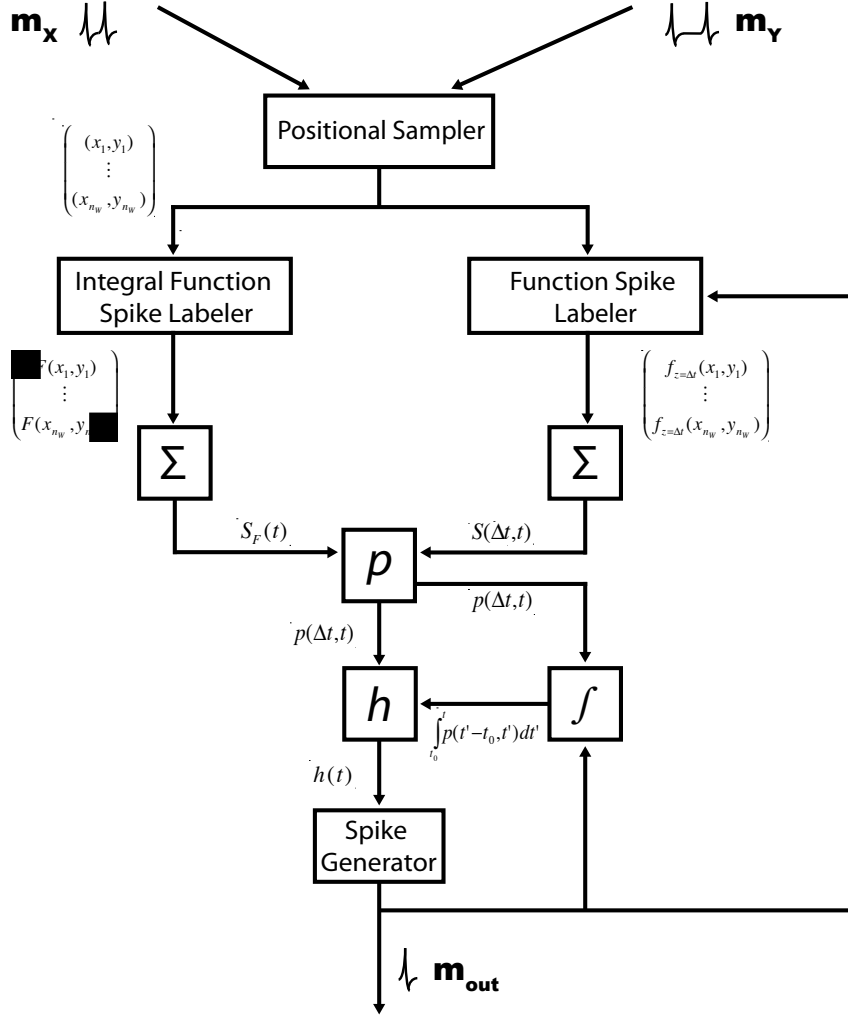 m_X
m_Y
Positional Sampler
(x_1, y_1)
⋮
(x_{n_W}, y_{n_W})
Integral Function
Spike Labeler
Function Spike
Labeler
F(x_1, y_1)
⋮
F(x_{n_W}, y
f_{z=Δt}(x_1, y_1)
⋮
f_{z=Δt}(x_{n_W}, y_{n_W})
Σ
Σ
S_F(t)
S(Δt,t)
p
p(Δt,t)
p(Δt,t)
h
∫
∫_{t_0}^{t} p(t'−t_0,t')dt'
h(t)
Spike
Generator
m_out